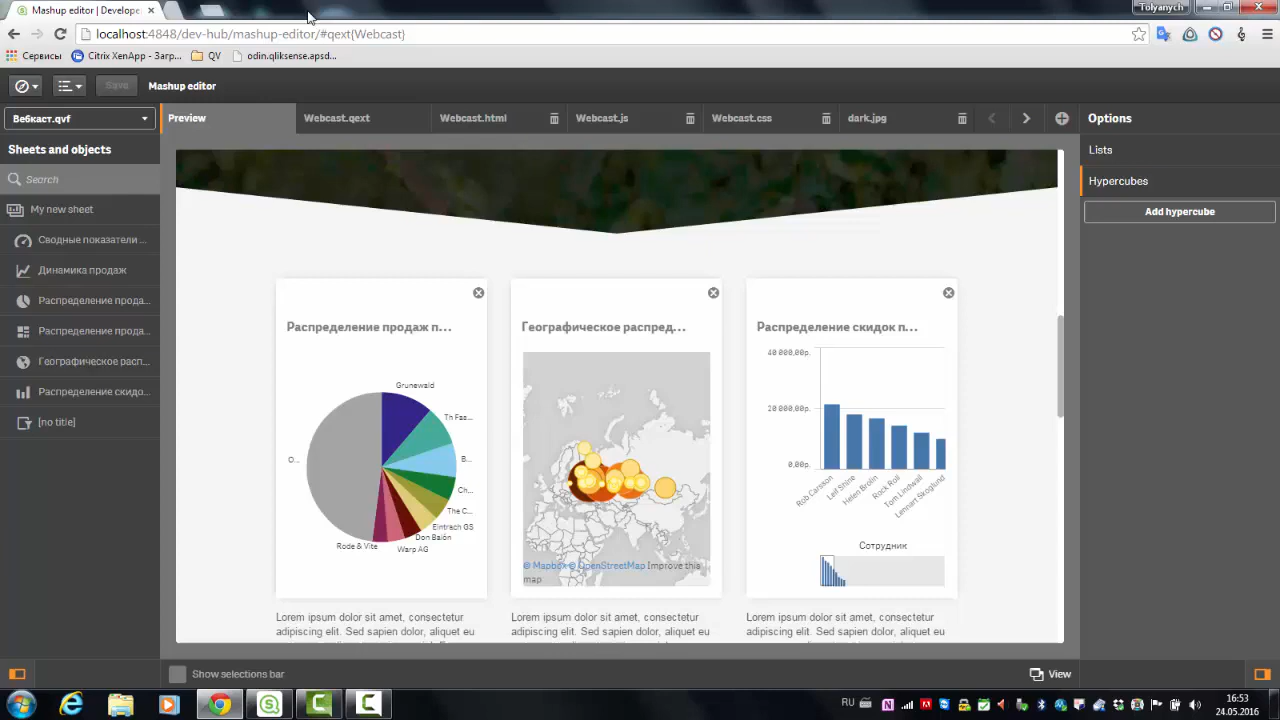 Mashup editor | Develope
Tolyanych
localhost:4848/dev-hub/mashup-editor/#qext{Webcast}
Сервисы
Citrix XenApp - Загр...
QV
odin.qliksense.apsd...
Save
Mashup editor
Вебкаст.qvf
Preview
Webcast.qext
Webcast.html
Webcast.js
Webcast.css
dark.jpg
Options
Sheets and objects
Lists
Search
Hypercubes
My new sheet
Add hypercube
Сводные показатели ...
Динамика продаж
Распределение прода...
Распределение прода...
Географическое расп...
Распределение скидо...
[no title]
Распределение продаж п...
Grunewald
Th Fae...
B...
Ch...
The C...
Eintrach GS
Don Balón
Warp AG
Rode & Vite
O...
Географическое распред...
© Mapbox © OpenStreetMap Improve this
map
Распределение скидок п...
40 000,00р.
20 000,00р.
0,00р.
Rob Carsson
Leif Shine
Helen Brolin
Rock Roll
Tom Lindwall
Lennart Skoglund
Сотрудник
Lorem ipsum dolor sit amet, consectetur
adipiscing elit. Sed sapien dolor, aliquet eu
Lorem ipsum dolor sit amet, consectetur
adipiscing elit. Sed sapien dolor, aliquet eu
Lorem ipsum dolor sit amet, consectetur
adipiscing elit. Sed sapien dolor, aliquet eu
Show selections bar
View
RU
16:53
24.05.2016